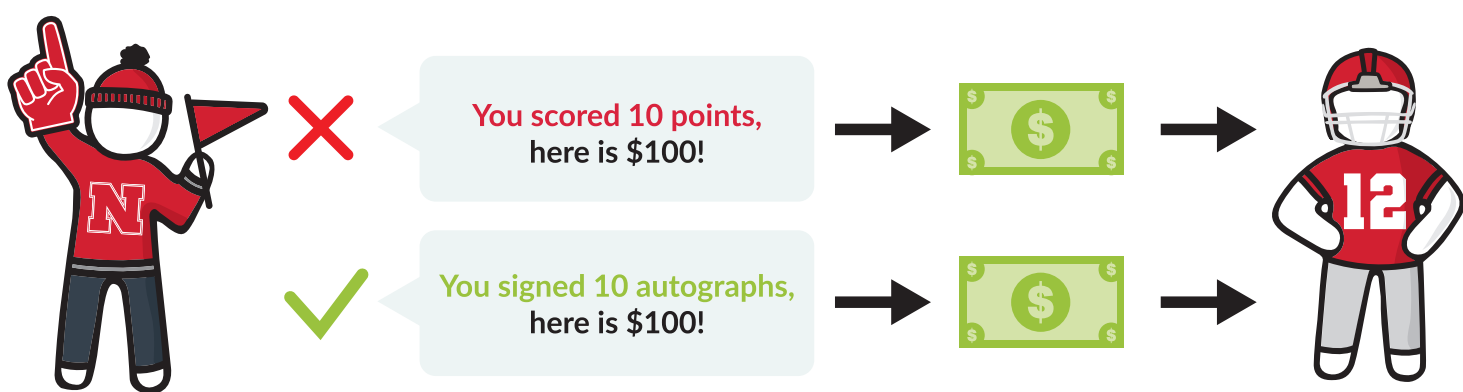 You scored 10 points,
here is $100!
$ $ $ $ $
N
12
You signed 10 autographs,
here is $100!
$ $ $ $ $